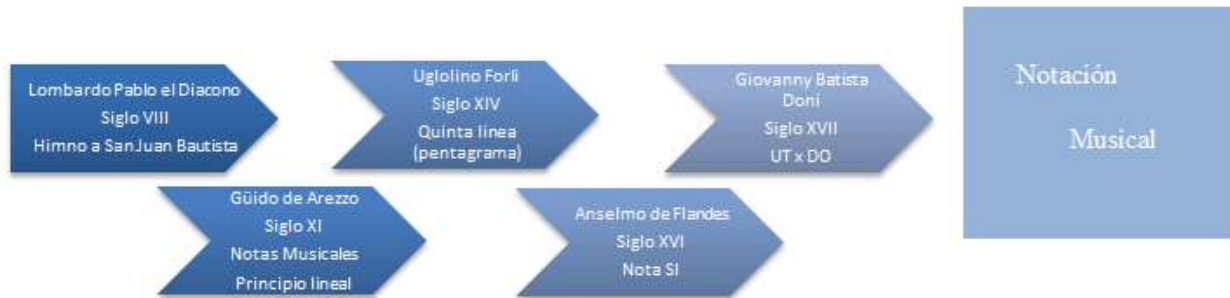 Lombardo Pablo el Diacono
Siglo VIII
Himno a San Juan Bautista
Güido de Arezzo
Siglo XI
Notas Musicales
Principio lineal
Uglolino Forli
Siglo XIV
Quinta linea
(pentagrama)
Anselmo de Flandes
Siglo XVI
Nota SI
Giovanny Batista
Doni
Siglo XVII
UT x DO
Notación
Musical